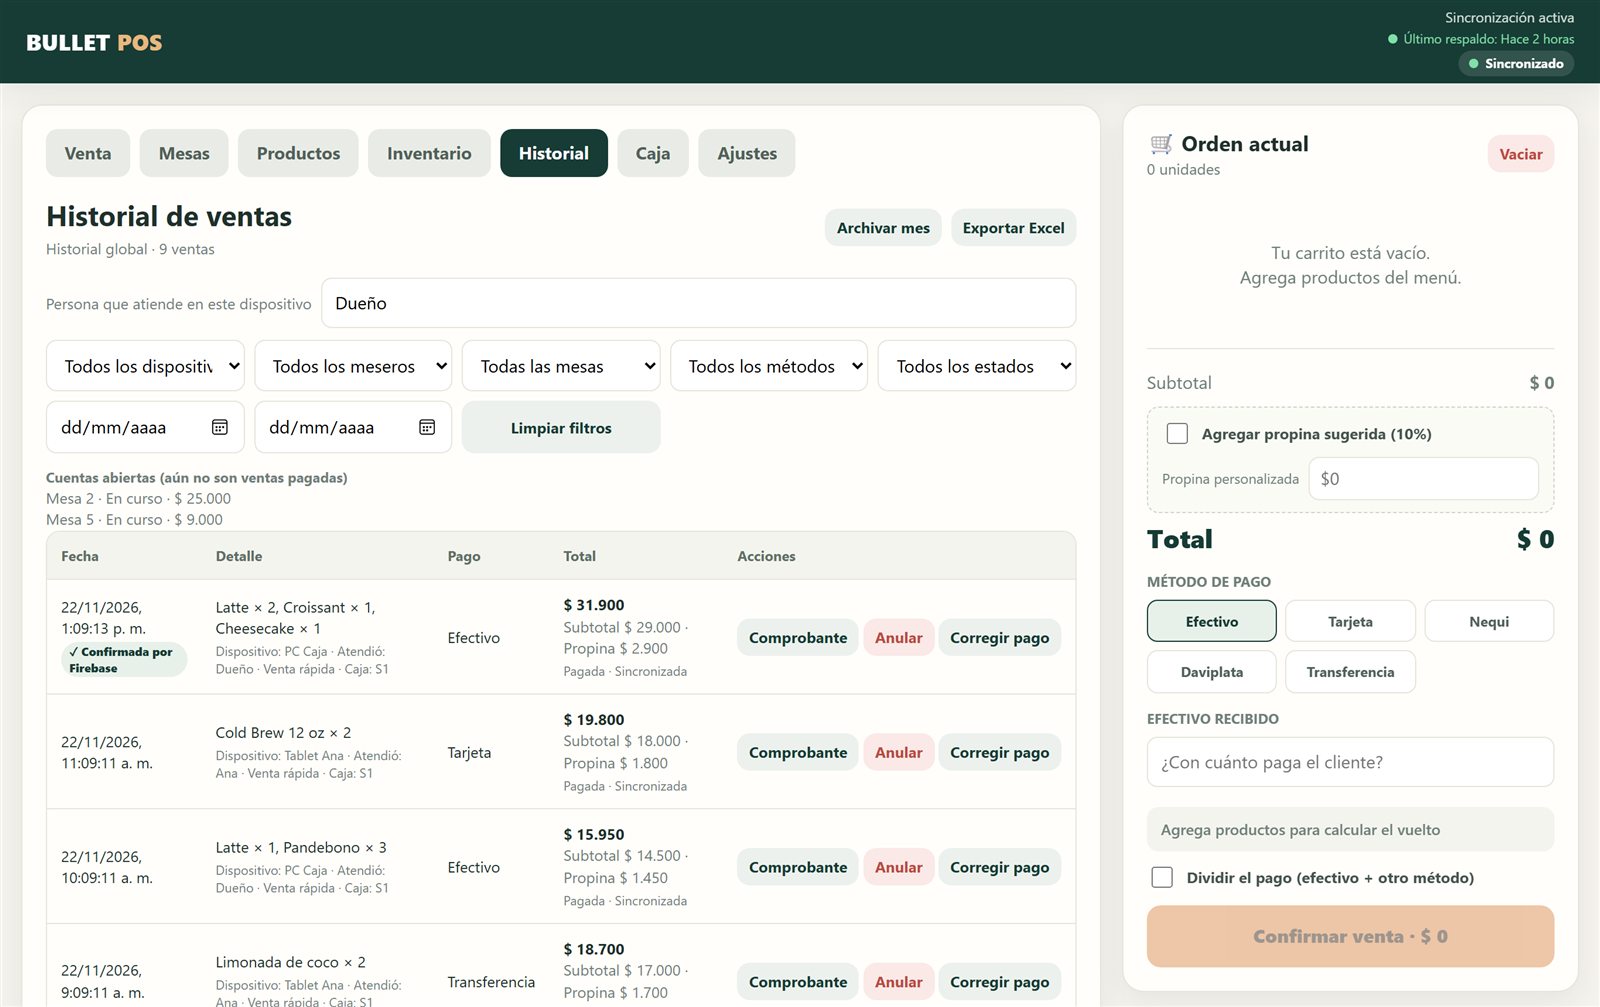 BULLET POS
Sincronización activa
Último respaldo: Hace 2 horas
Sincronizado
Venta
Mesas
Productos
Inventario
Historial
Caja
Ajustes
Historial de ventas
Historial global · 9 ventas
Archivar mes
Exportar Excel
Persona que atiende en este dispositivo
Dueño
Todos los dispositiv
Todos los meseros
Todas las mesas
Todos los métodos
Todos los estados
dd/mm/aaaa
dd/mm/aaaa
Limpiar filtros
Cuentas abiertas (aún no son ventas pagadas)
Mesa 2 · En curso · $ 25.000
Mesa 5 · En curso · $ 9.000
Fecha
Detalle
Pago
Total
Acciones
22/11/2026,
1:09:13 p. m.
✓ Confirmada por
Firebase
Latte × 2, Croissant × 1,
Cheesecake × 1
Dispositivo: PC Caja · Atendió:
Dueño · Venta rápida · Caja: S1
Efectivo
$ 31.900
Subtotal $ 29.000 ·
Propina $ 2.900
Pagada · Sincronizada
Comprobante
Anular
Corregir pago
22/11/2026,
11:09:11 a. m.
Cold Brew 12 oz × 2
Dispositivo: Tablet Ana · Atendió:
Ana · Venta rápida · Caja: S1
Tarjeta
$ 19.800
Subtotal $ 18.000 ·
Propina $ 1.800
Pagada · Sincronizada
Comprobante
Anular
Corregir pago
22/11/2026,
10:09:11 a. m.
Latte × 1, Pandebono × 3
Dispositivo: PC Caja · Atendió:
Dueño · Venta rápida · Caja: S1
Efectivo
$ 15.950
Subtotal $ 14.500 ·
Propina $ 1.450
Pagada · Sincronizada
Comprobante
Anular
Corregir pago
22/11/2026,
9:09:11 a. m.
Limonada de coco × 2
Dispositivo: Tablet Ana · Atendió:
Ana · Venta rápida · Caja: S1
Transferencia
$ 18.700
Subtotal $ 17.000 ·
Propina $ 1.700
Comprobante
Anular
Corregir pago
Orden actual
0 unidades
Vaciar
Tu carrito está vacío.
Agrega productos del menú.
Subtotal
$ 0
Agregar propina sugerida (10%)
Propina personalizada
$0
Total
$ 0
MÉTODO DE PAGO
Efectivo
Tarjeta
Nequi
Daviplata
Transferencia
EFECTIVO RECIBIDO
¿Con cuánto paga el cliente?
Agrega productos para calcular el vuelto
Dividir el pago (efectivo + otro método)
Confirmar venta · $ 0